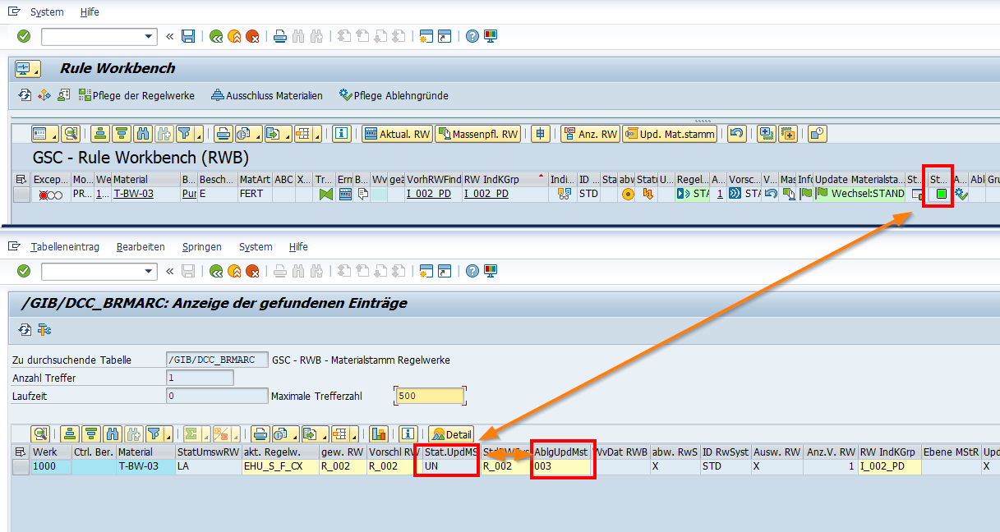 System Hilfe
«
Rule Workbench
Pflege der Regelwerke Ausschluss Materialien Pflege Ablehngründe
Aktual. RW Massenpfl. RW Anz. RW Upd. Mat.stamm
GSC - Rule Workbench (RWB)
Excep... Mo... We Material B... Besch... MatArt ABC X... Tr... Erm B... Wv geä VorhRWFind RW IndKGrp Indi... ID ... Sta abv Statu U... Regel... A... Vorsc... V... Mas Info Update Materialsta... St... St... A... Abl Gru
PR... 1... T-BW-03 Pur E FERT I_002_PD I_002_PD STD STA 1 STA Wechsel:STAND
Tabelleneintrag Bearbeiten Springen System Hilfe
«
/GIB/DCC_BRMARC: Anzeige der gefundenen Einträge
Zu durchsuchende Tabelle /GIB/DCC_BRMARC GSC - RWB - Materialstamm Regelwerke
Anzahl Treffer 1
Laufzeit 0 Maximale Trefferzahl 500
Detail
Werk Ctrl. Ber. Material StatUmswRW akt. Regelw. gew. RW Vorschl RW Stat.UpdMS AblgUpdMst WvDat RWB abw. RwS ID RwSyst Ausw. RW Anz.V. RW RW IndKGrp Ebene MStR Upd
1000 T-BW-03 LA EHU_S_F_CX R_002 R_002 UN R_002 003 X STD X 1 I_002_PD X